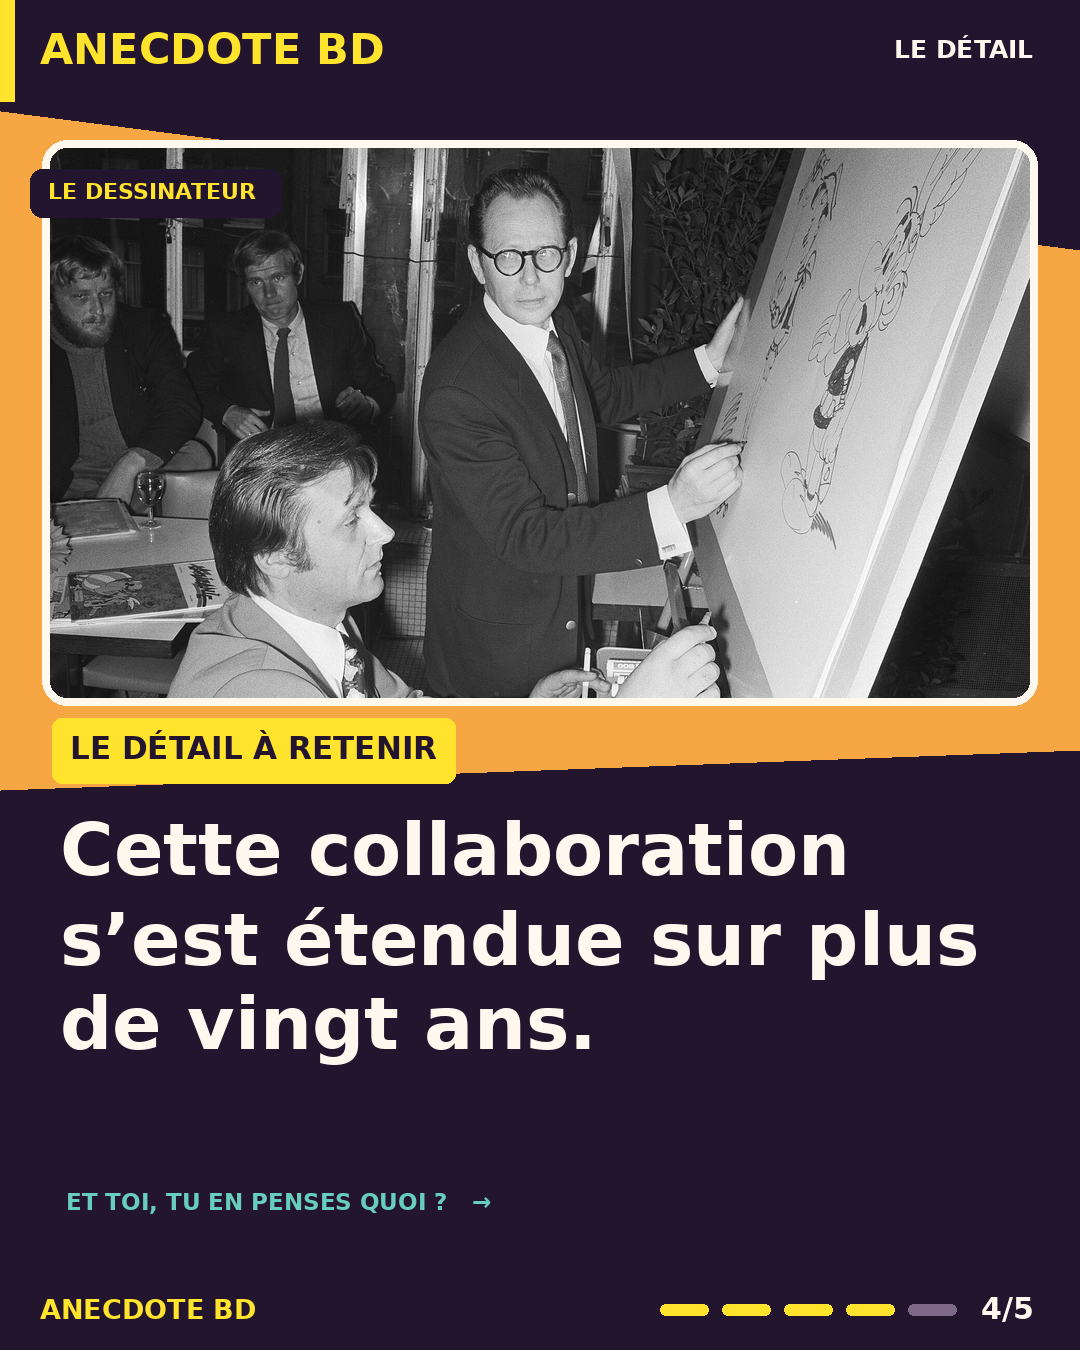 ANECDOTE BD
LE DÉTAIL
LE DESSINATEUR
LE DÉTAIL À RETENIR
Cette collaboration
s’est étendue sur plus
de vingt ans.
ET TOI, TU EN PENSES QUOI ? →
ANECDOTE BD
4/5